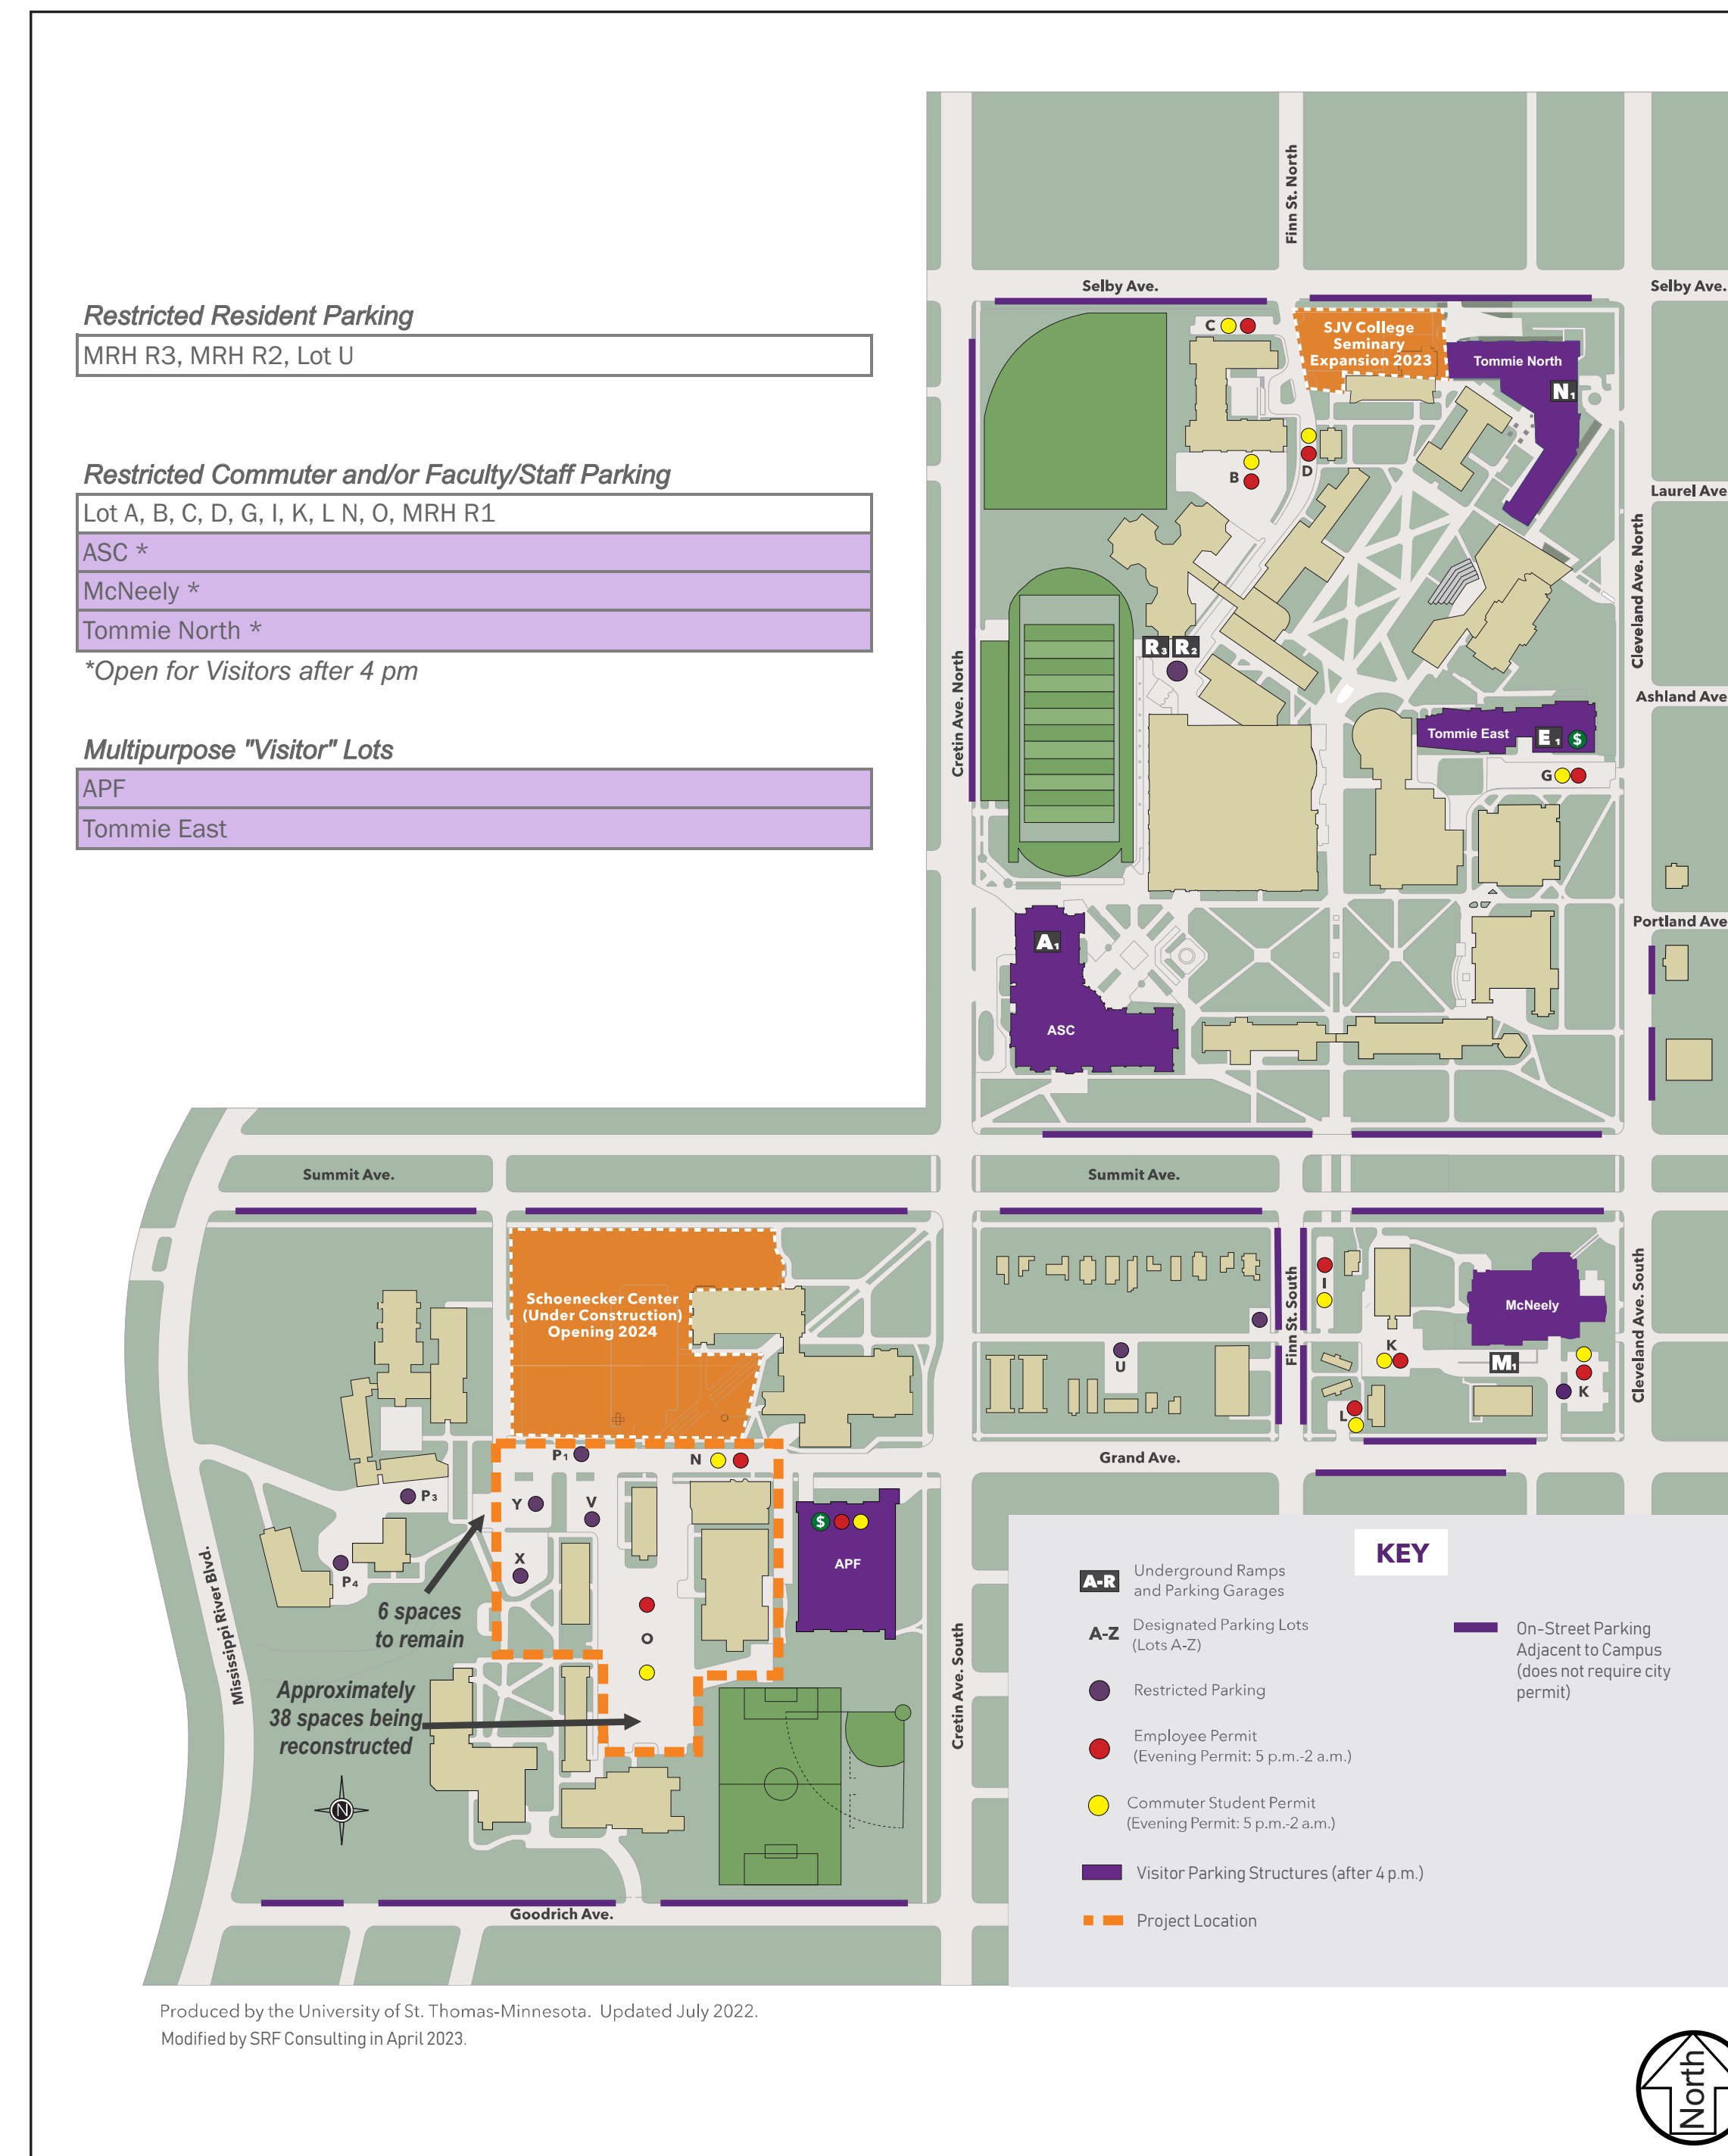 Restricted Resident Parking
MRH R3, MRH R2, Lot U
Restricted Commuter and/or Faculty/Staff Parking
Lot A, B, C, D, G, I, K, L N, O, MRH R1
ASC *
McNeely *
Tommie North *
*Open for Visitors after 4 pm
Multipurpose "Visitor" Lots
APF
Tommie East
Finn St. North
Selby Ave.
Selby Ave.
C
SJV College
Seminary
Expansion 2023
Tommie North
N1
D
B
Laurel Ave
Cleveland Ave. North
R3 R2
Cretin Ave. North
Ashland Ave
Tommie East
E1 $
G
A1
Portland Ave
ASC
Summit Ave.
Summit Ave.
Schoenecker Center
(Under Construction)
Opening 2024
I
Finn St. South
McNeely
Cleveland Ave. South
U
K
M1
K
L
Grand Ave.
P1
N
P3
Y
V
$
APF
X
P4
6 spaces
to remain
O
Mississippi River Blvd.
Cretin Ave. South
Approximately
38 spaces being
reconstructed
N
Goodrich Ave.
KEY
A-R
Underground Ramps
and Parking Garages
A-Z
Designated Parking Lots
(Lots A-Z)
Restricted Parking
Employee Permit
(Evening Permit: 5 p.m.-2 a.m.)
Commuter Student Permit
(Evening Permit: 5 p.m.-2 a.m.)
Visitor Parking Structures (after 4 p.m.)
Project Location
On-Street Parking
Adjacent to Campus
(does not require city
permit)
Produced by the University of St. Thomas-Minnesota. Updated July 2022.
Modified by SRF Consulting in April 2023.
North